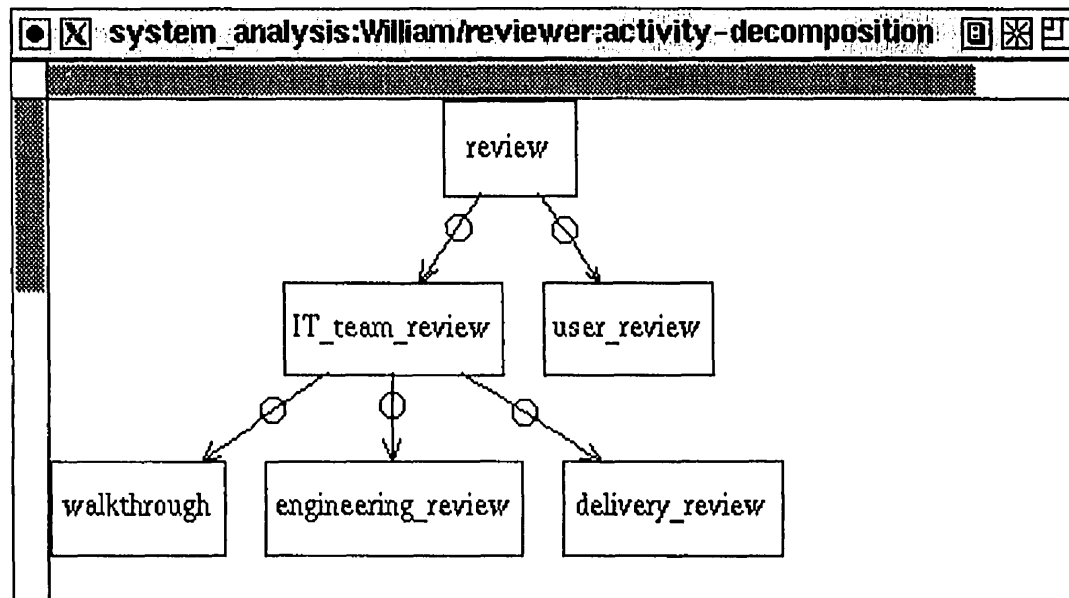 system_analysis:William/reviewer:activity-decomposition
review
IT_team_review
user_review
walkthrough
engineering_review
delivery_review